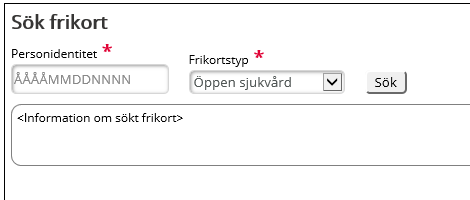 Sök frikort
Personidentitet *
Frikortstyp *
ÅÅÅÅMMDDNNNN
Öppen sjukvård
Sök
<Information om sökt frikort>